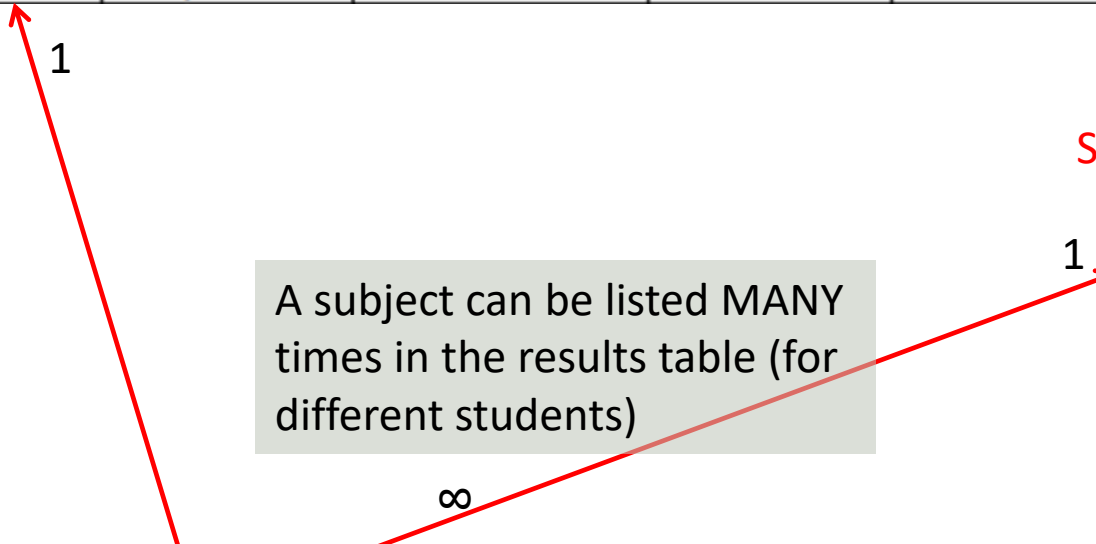 1
S
1
A subject can be listed MANY
times in the results table (for
different students)
∞